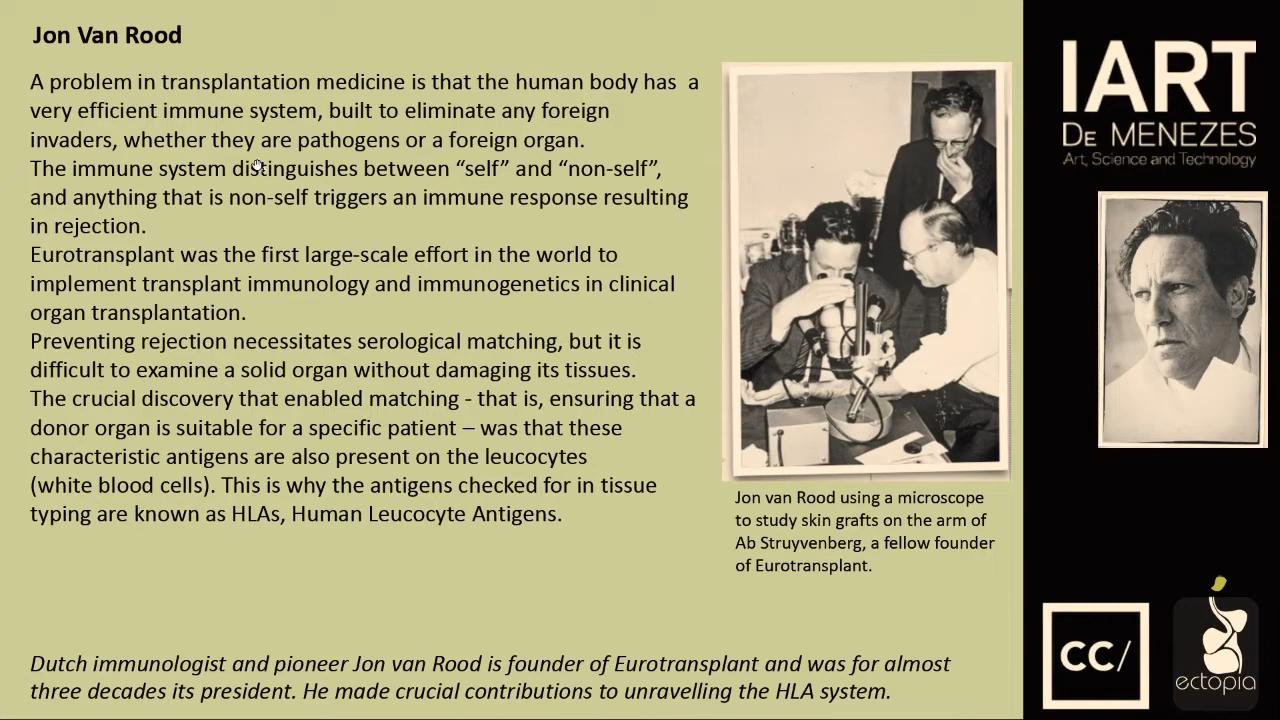 Jon Van Rood
A problem in transplantation medicine is that the human body has  a
very efficient immune system, built to eliminate any foreign
invaders, whether they are pathogens or a foreign organ.
The immune system distinguishes between “self” and “non-self”,
and anything that is non-self triggers an immune response resulting
in rejection.
Eurotransplant was the first large-scale effort in the world to
implement transplant immunology and immunogenetics in clinical
organ transplantation.
Preventing rejection necessitates serological matching, but it is
difficult to examine a solid organ without damaging its tissues.
The crucial discovery that enabled matching - that is, ensuring that a
donor organ is suitable for a specific patient – was that these
characteristic antigens are also present on the leucocytes
(white blood cells). This is why the antigens checked for in tissue
typing are known as HLAs, Human Leucocyte Antigens.
Jon van Rood using a microscope
to study skin grafts on the arm of
Ab Struyvenberg, a fellow founder
of Eurotransplant.
Dutch immunologist and pioneer Jon van Rood is founder of Eurotransplant and was for almost
three decades its president. He made crucial contributions to unravelling the HLA system.
IART
DE MENEZES
Art, Science and Technology
CC/
ectopia